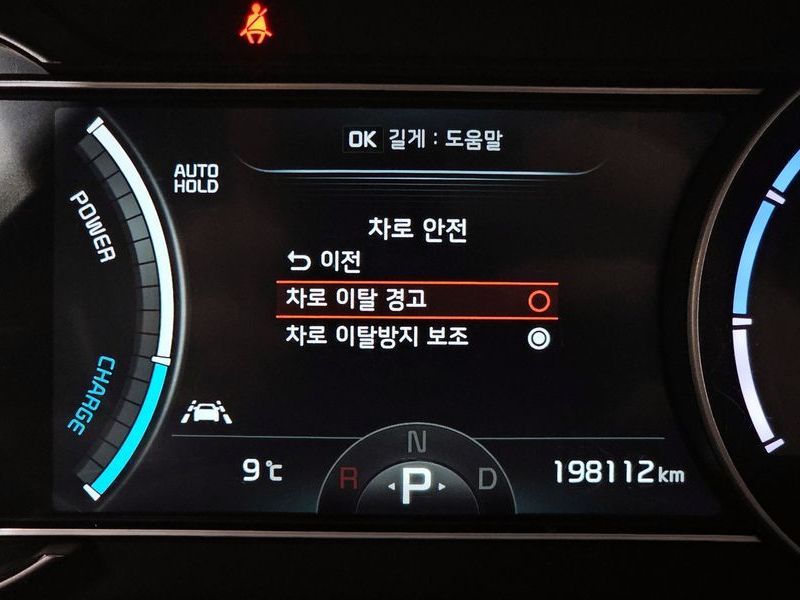 OK 길게 : 도움말
AUTO
HOLD
POWER
차로 안전
이전
차로 이탈 경고
차로 이탈방지 보조
CHARGE
N
9℃
R
P
D
198112km